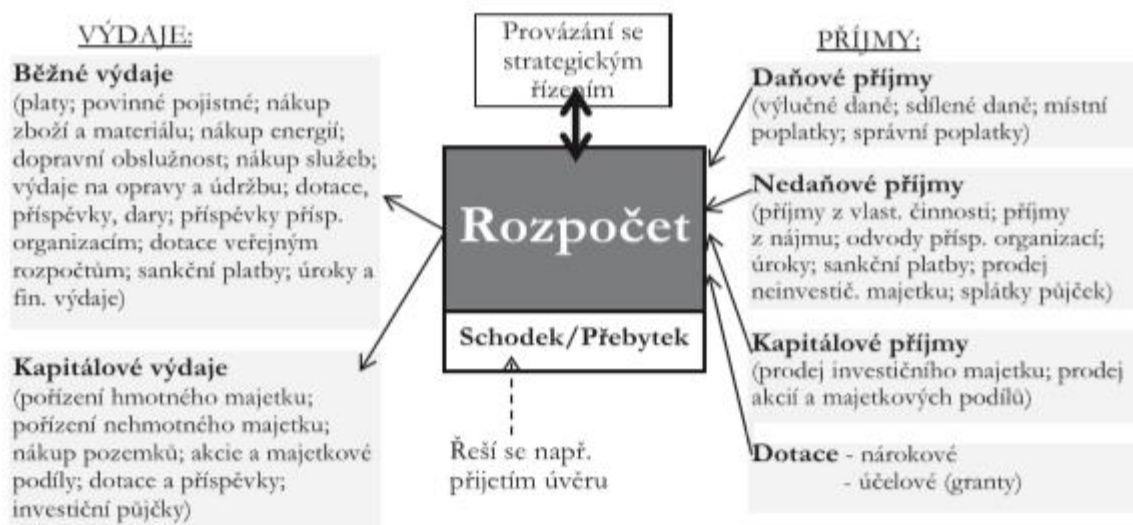 VÝDAJE:
Běžné výdaje
(platy; povinné pojistné; nákup
zboží a materiálu; nákup energií;
dopravní obslužnost; nákup služeb;
výdaje na opravy a údržbu; dotace,
příspěvky, dary; příspěvky přísp.
organizacím; dotace veřejným
rozpočtům; sankční platby; úroky a
fin. výdaje)
Kapitálové výdaje
(pořízení hmotného majetku;
pořízení nehmotného majetku;
nákup pozemků; akcie a majetkové
podíly; dotace a příspěvky;
investiční půjčky)
Provázání se
strategickým
řízením
Rozpočet
Schodek/Přebytek
Řeší se např.
přijetím úvěru
PŘÍJMY:
Daňové příjmy
(výlučné daně; sdílené daně; místní
poplatky; správní poplatky)
Nedaňové příjmy
(příjmy z vlast. činnosti; příjmy
z nájmu; odvody přísp. organizací;
úroky; sankční platby; prodej
neinvestič. majetku; splátky půjček)
Kapitálové příjmy
(prodej investičního majetku; prodej
akcií a majetkových podílů)
Dotace - nárokové
- účelové (granty)